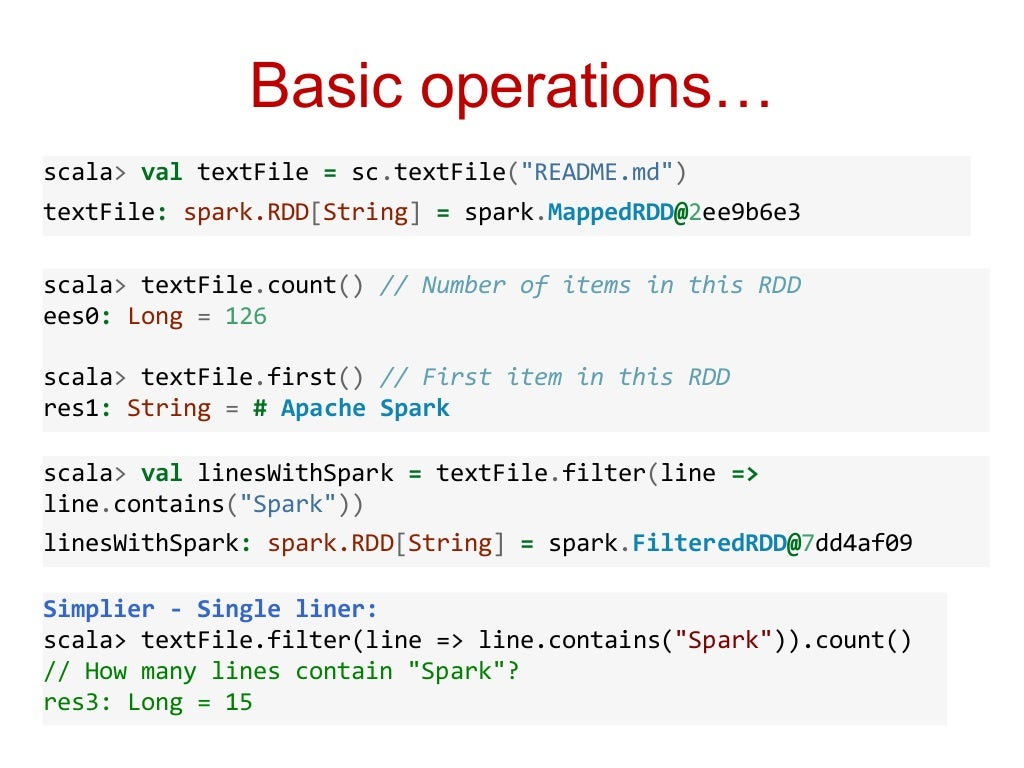 Basic operations…
scala> val textFile = sc.textFile("README.md")
textFile: spark.RDD[String] = spark.MappedRDD@2ee9b6e3
scala> textFile.count() // Number of items in this RDD
ees0: Long = 126
scala> textFile.first() // First item in this RDD
res1: String = # Apache Spark
scala> val linesWithSpark = textFile.filter(line =>
line.contains("Spark"))
linesWithSpark: spark.RDD[String] = spark.FilteredRDD@7dd4af09
Simplier - Single liner:
scala> textFile.filter(line => line.contains("Spark")).count()
// How many lines contain "Spark"?
res3: Long = 15